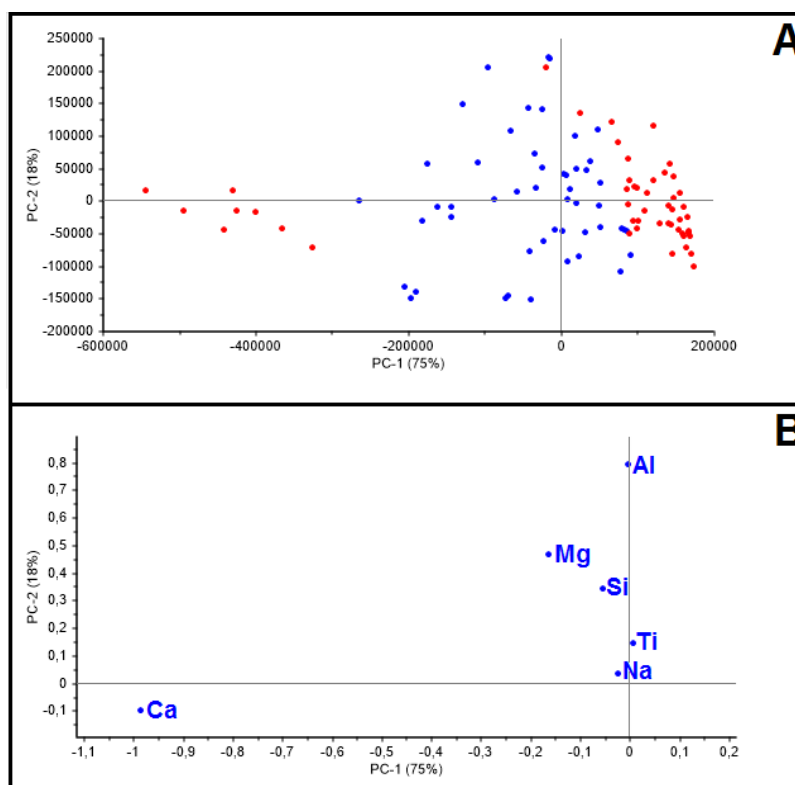 A
250000
200000
150000
100000
50000
0
-50000
-100000
-150000
-200000
PC-2 (18%)
-600000 -400000 -200000 0 200000
PC-1 (75%)
B
0,8
0,7
0,6
0,5
0,4
0,3
0,2
0,1
0
-0,1
PC-2 (18%)
Al
Mg
Si
Ti
Na
Ca
-1,1 -1 -0,9 -0,8 -0,7 -0,6 -0,5 -0,4 -0,3 -0,2 -0,1 0 0,1 0,2
PC-1 (75%)